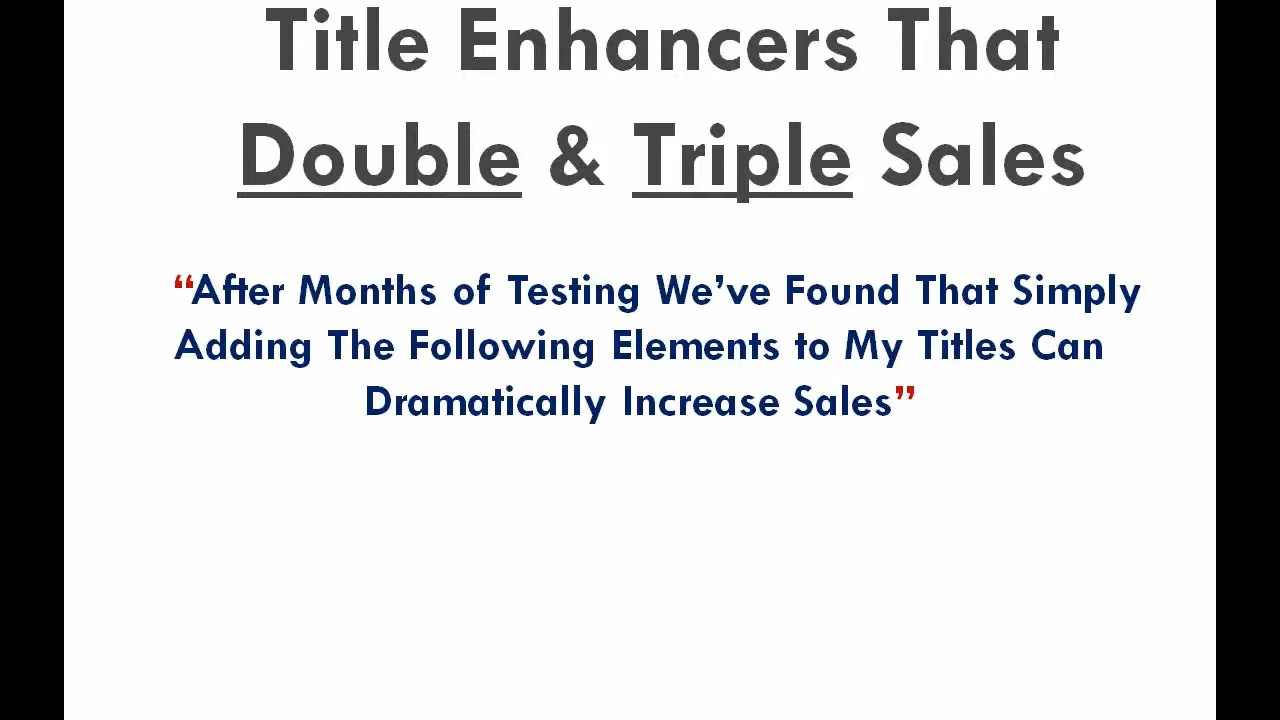 Title Enhancers That
Double & Triple Sales
“After Months of Testing We’ve Found That Simply
Adding The Following Elements to My Titles Can
Dramatically Increase Sales”